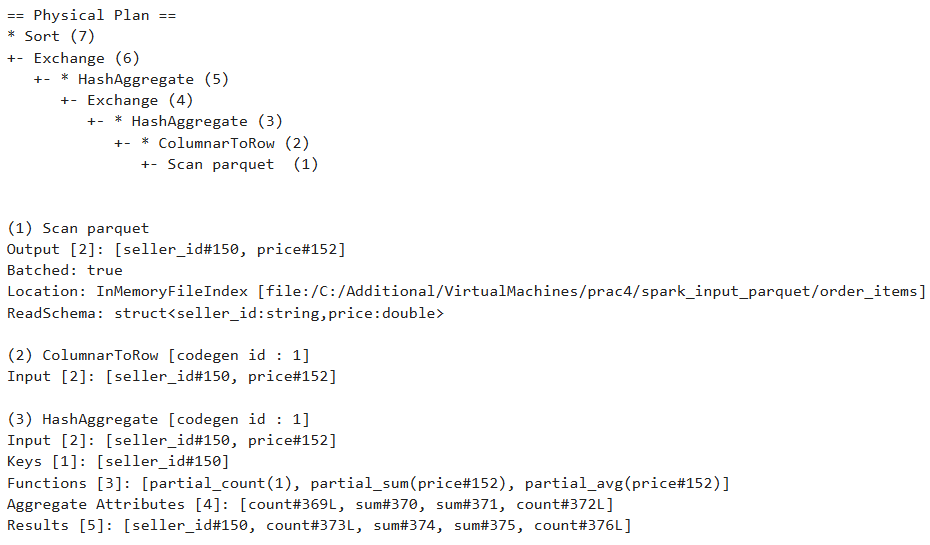 == Physical Plan ==
* Sort (7)
+- Exchange (6)
   +- * HashAggregate (5)
      +- Exchange (4)
         +- * HashAggregate (3)
            +- * ColumnarToRow (2)
               +- Scan parquet  (1)


(1) Scan parquet
Output [2]: [seller_id#150, price#152]
Batched: true
Location: InMemoryFileIndex [file:/C:/Additional/VirtualMachines/prac4/spark_input_parquet/order_items]
ReadSchema: struct<seller_id:string,price:double>

(2) ColumnarToRow [codegen id : 1]
Input [2]: [seller_id#150, price#152]

(3) HashAggregate [codegen id : 1]
Input [2]: [seller_id#150, price#152]
Keys [1]: [seller_id#150]
Functions [3]: [partial_count(1), partial_sum(price#152), partial_avg(price#152)]
Aggregate Attributes [4]: [count#369L, sum#370, sum#371, count#372L]
Results [5]: [seller_id#150, count#373L, sum#374, sum#375, count#376L]